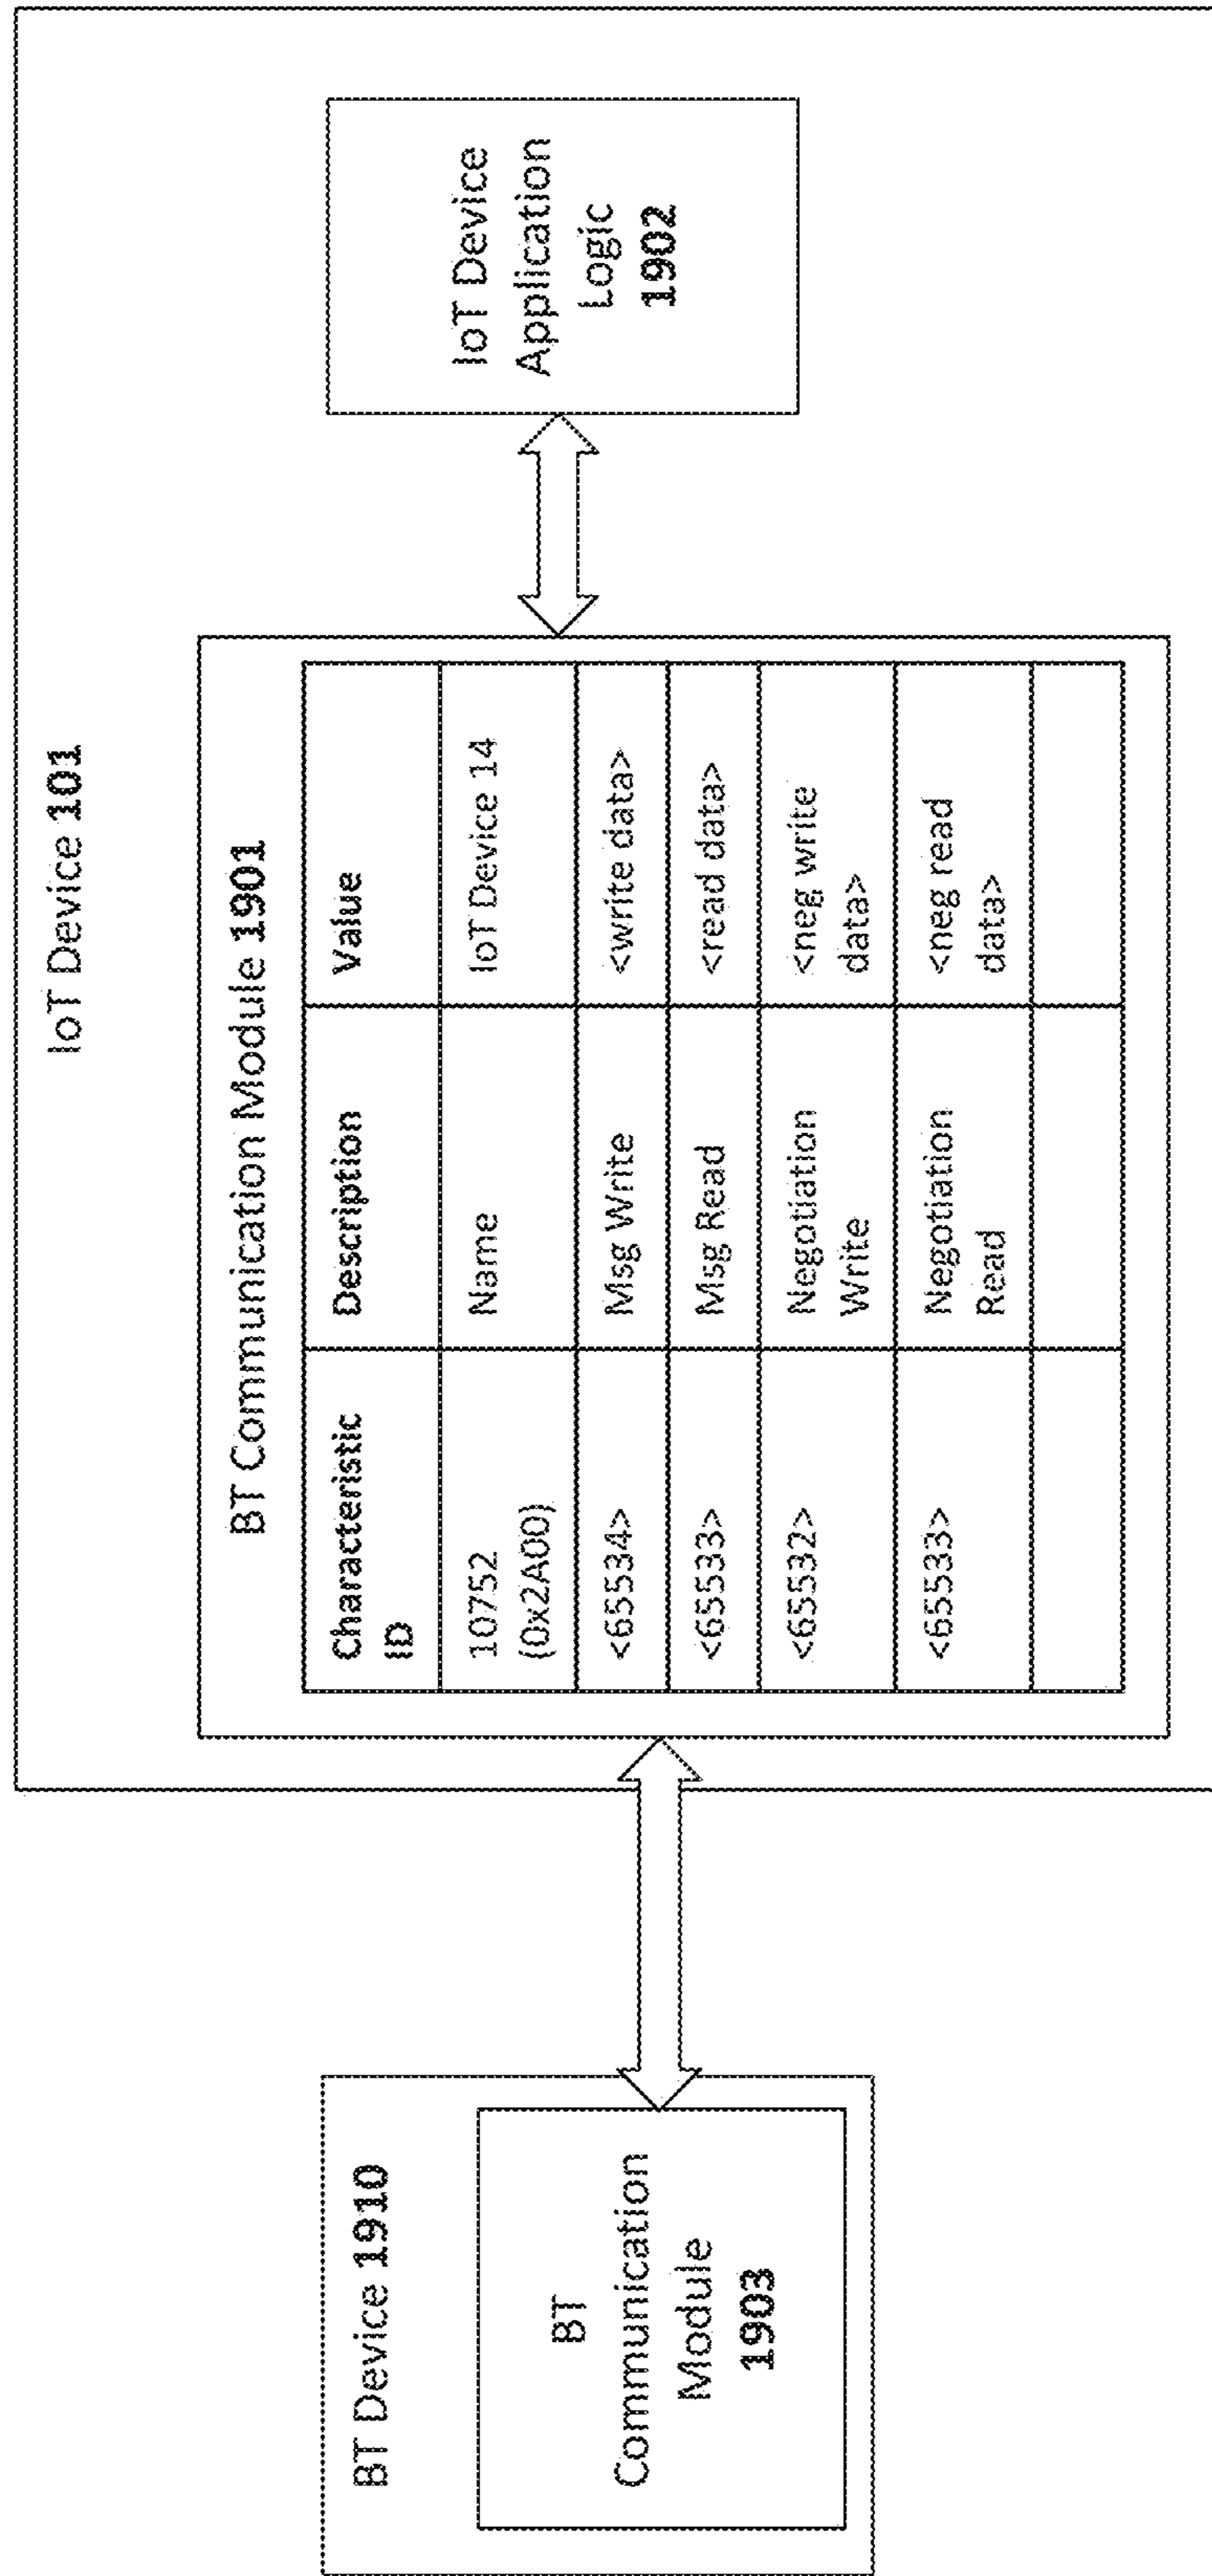 IoT Device 101
BT Communication Module 1901
Characteristic
ID
Description
Value
10752
(0x2A00)
Name
IoT Device 14
<65534>
Msg Write
<write data>
<65533>
Msg Read
<read data>
<65532>
Negotiation
Write
<neg write
data>
<65533>
Negotiation
Read
<neg read
data>
IoT Device
Application
Logic
1902
BT Device 1910
BT
Communication
Module
1903